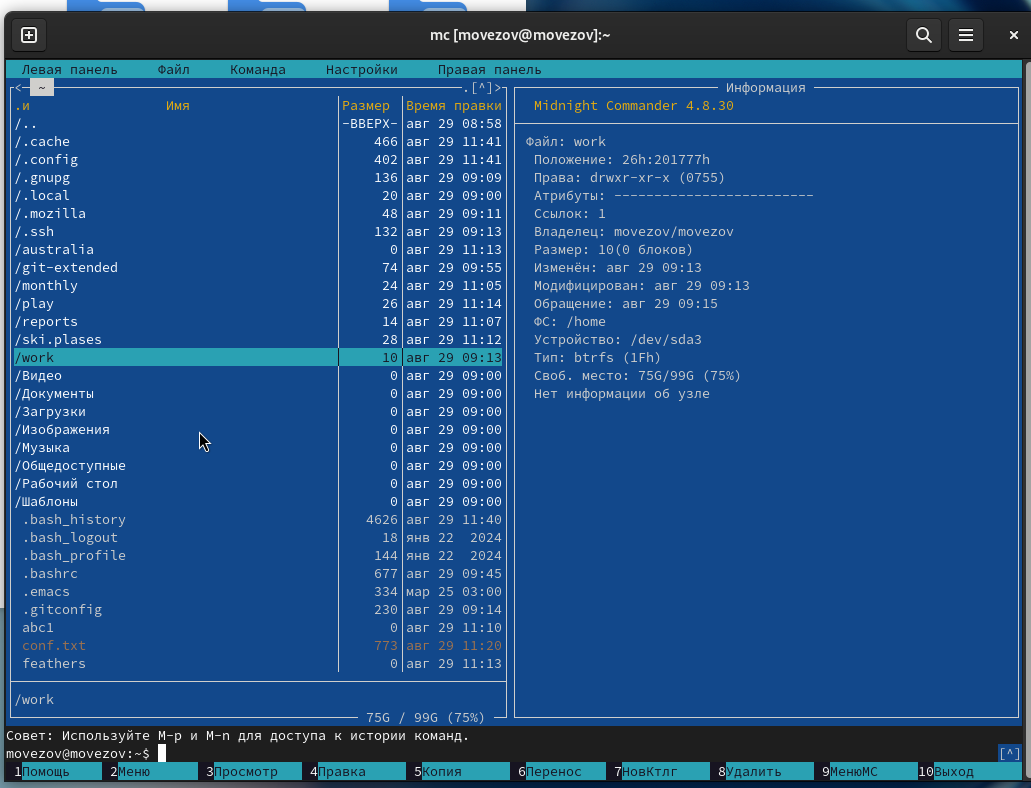 mc [movezov@movezov]:~
Левая панель Файл Команда Настройки Правая панель
<─ ~ .[^]>
.и Имя Размер Время правки
/.. -ВВЕРХ- авг 29 08:58
/.cache 466 авг 29 11:41
/.config 402 авг 29 11:41
/.gnupg 136 авг 29 09:09
/.local 20 авг 29 09:00
/.mozilla 48 авг 29 09:11
/.ssh 132 авг 29 09:13
/australia 0 авг 29 11:13
/git-extended 74 авг 29 09:55
/monthly 24 авг 29 11:05
/play 26 авг 29 11:14
/reports 14 авг 29 11:07
/ski.plases 28 авг 29 11:12
/work 10 авг 29 09:13
/Видео 0 авг 29 09:00
/Документы 0 авг 29 09:00
/Загрузки 0 авг 29 09:00
/Изображения 0 авг 29 09:00
/Музыка 0 авг 29 09:00
/Общедоступные 0 авг 29 09:00
/Рабочий стол 0 авг 29 09:00
/Шаблоны 0 авг 29 09:00
.bash_history 4626 авг 29 11:40
.bash_logout 18 янв 22 2024
.bash_profile 144 янв 22 2024
.bashrc 677 авг 29 09:45
.emacs 334 мар 25 03:00
.gitconfig 230 авг 29 09:14
abc1 0 авг 29 11:10
conf.txt 773 авг 29 11:20
feathers 0 авг 29 11:13
/work
75G / 99G (75%)
Информация
Midnight Commander 4.8.30
Файл: work
Положение: 26h:201777h
Права: drwxr-xr-x (0755)
Атрибуты: -------------------------
Ссылок: 1
Владелец: movezov/movezov
Размер: 10(0 блоков)
Изменён: авг 29 09:13
Модифицирован: авг 29 09:13
Обращение: авг 29 09:15
ФС: /home
Устройство: /dev/sda3
Тип: btrfs (1Fh)
Своб. место: 75G/99G (75%)
Нет информации об узле
Совет: Используйте M-p и M-n для доступа к истории команд.
movezov@movezov:~$ [^]
1Помощь 2Меню 3Просмотр 4Правка 5Копия 6Перенос 7НовКтлг 8Удалить 9МенюМС 10Выход